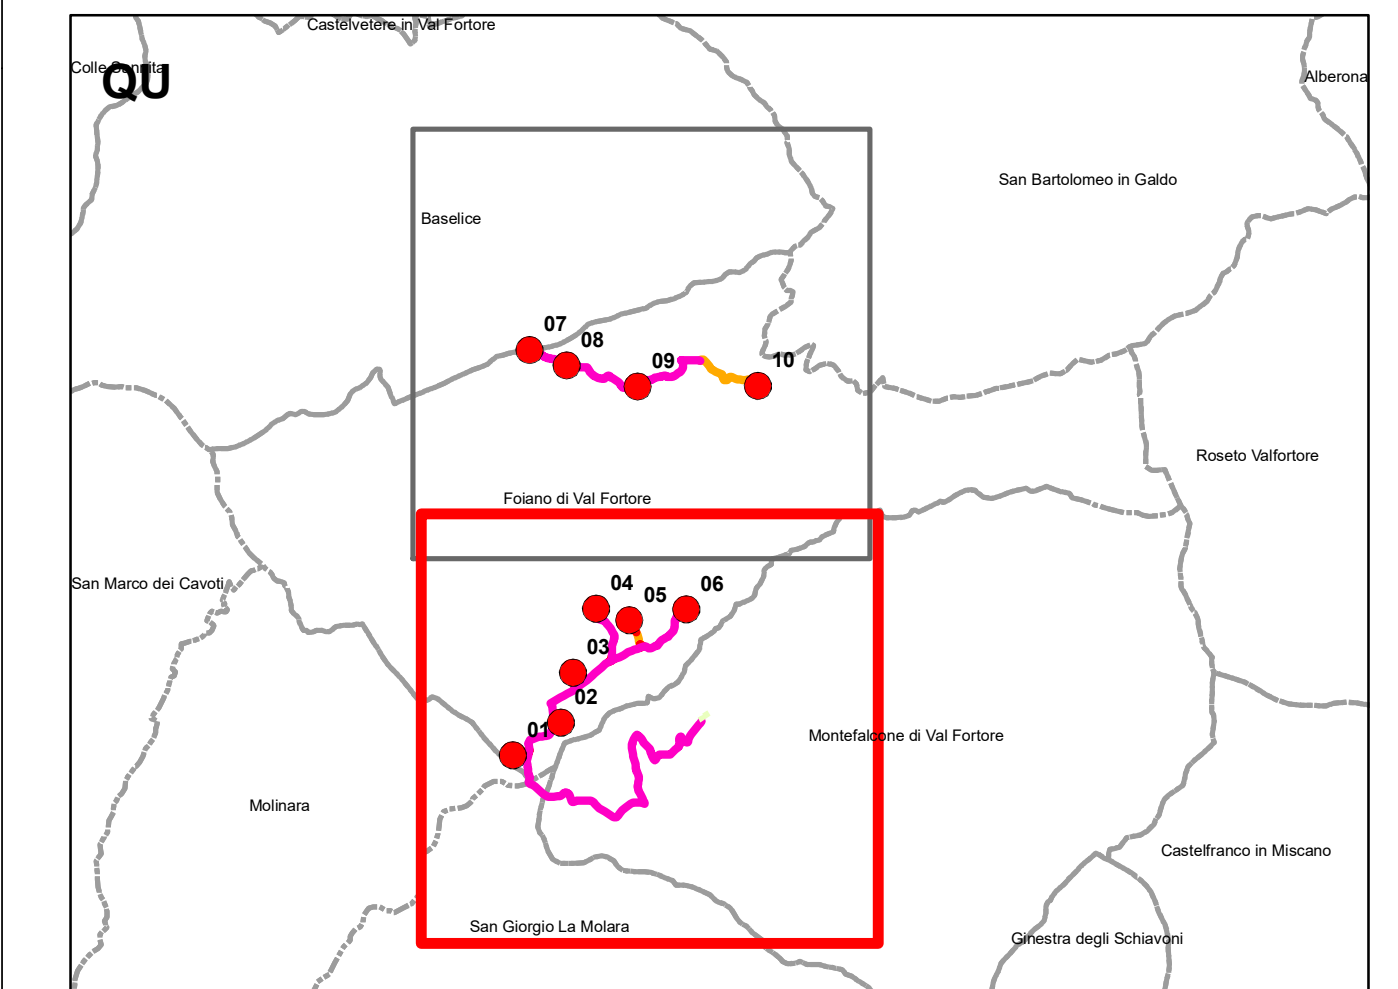 Castelvetere in Val Fortore
Colle Sannita
QU
Alberona
San Bartolomeo in Galdo
Baselice
07
08
09
10
Roseto Valfortore
Foiano di Val Fortore
San Marco dei Cavoti
04
05
06
03
02
01
Montefalcone di Val Fortore
Molinara
Castelfranco in Miscano
San Giorgio La Molara
Ginestra degli Schiavoni